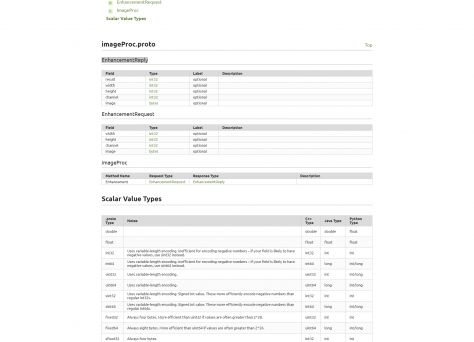 EnhancementRequest
ImageProc
Scalar Value Types
imageProc.proto
Top
EnhancementReply
Field Type Label Description
result int32 optional
width int32 optional
height int32 optional
channel int32 optional
image bytes optional
EnhancementRequest
Field Type Label Description
width int32 optional
height int32 optional
channel int32 optional
image bytes optional
imageProc
Method Name Request Type Response Type Description
Enhancement EnhancementRequest EnhancementReply
Scalar Value Types
.proto Type Notes C++ Type Java Type Python Type
double double double float
float float float float
int32 Uses variable-length encoding. Inefficient for encoding negative numbers – if your field is likely to have
negative values, use sint32 instead. int32 int int
int64 Uses variable-length encoding. Inefficient for encoding negative numbers – if your field is likely to have
negative values, use sint64 instead. int64 long int/long
uint32 Uses variable-length encoding. uint32 int int/long
uint64 Uses variable-length encoding. uint64 long int/long
sint32 Uses variable-length encoding. Signed int value. These more efficiently encode negative numbers than
regular int32s. int32 int int
sint64 Uses variable-length encoding. Signed int value. These more efficiently encode negative numbers than
regular int64s. int64 long int/long
fixed32 Always four bytes. More efficient than uint32 if values are often greater than 2^28. uint32 int int
fixed64 Always eight bytes. More efficient than uint64 if values are often greater than 2^56. uint64 long int/long
sfixed32 Always four bytes. int32 int int